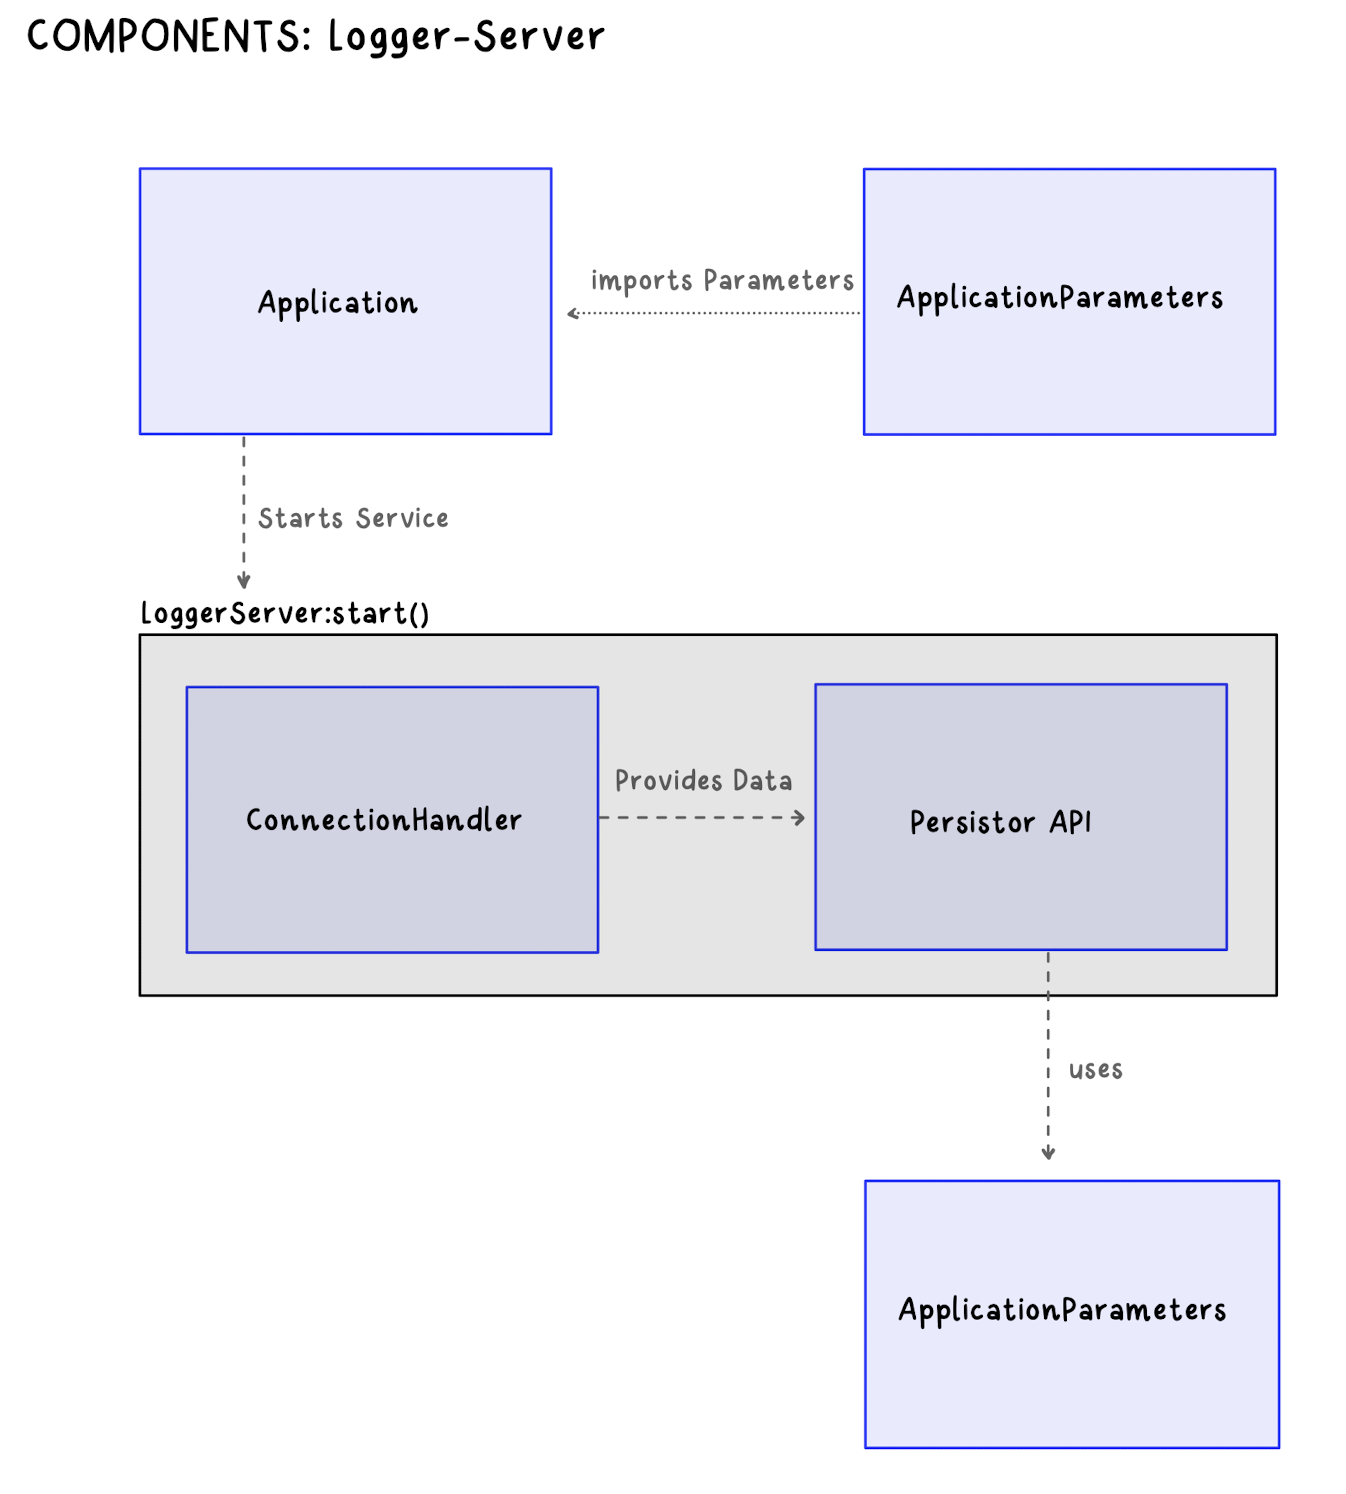 COMPONENTS: Logger-Server
Application
imports Parameters
ApplicationParameters
Starts Service
LoggerServer:start()
ConnectionHandler
Provides Data
Persistor API
uses
ApplicationParameters